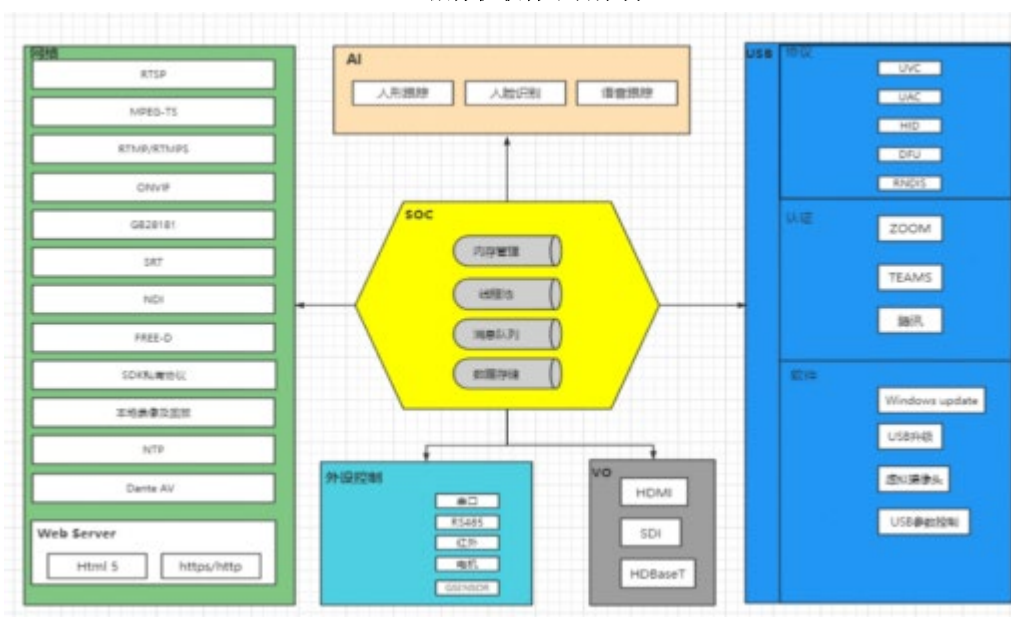 网络
RTSP
MPEG-TS
RTMP/RTMPS
ONVIF
GB28181
SRT
NDI
FREE-D
SDK私有协议
本地录像及回放
NTP
Dante AV
Web Server
Html 5
https/http
AI
人形跟踪
人脸识别
语音跟踪
SOC
内存管理
线程池
消息队列
数据存储
外设控制
串口
RS485
红外
电机
GSENSOR
VO
HDMI
SDI
HDBaseT
USB
协议
UVC
UAC
HID
DFU
RNDIS
认证
ZOOM
TEAMS
腾讯
软件
Windows update
USB升级
虚拟摄像头
USB参数控制